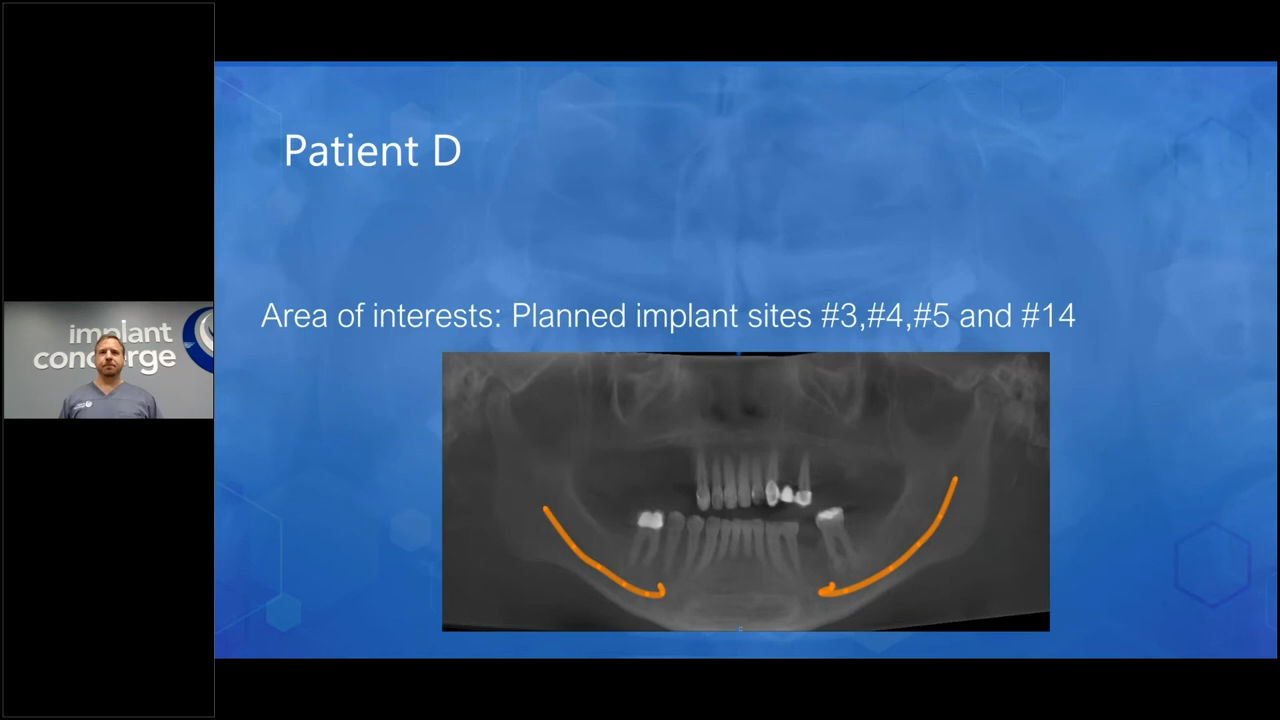 Patient D
Area of interests: Planned implant sites #3,#4,#5 and #14
implant
concierge